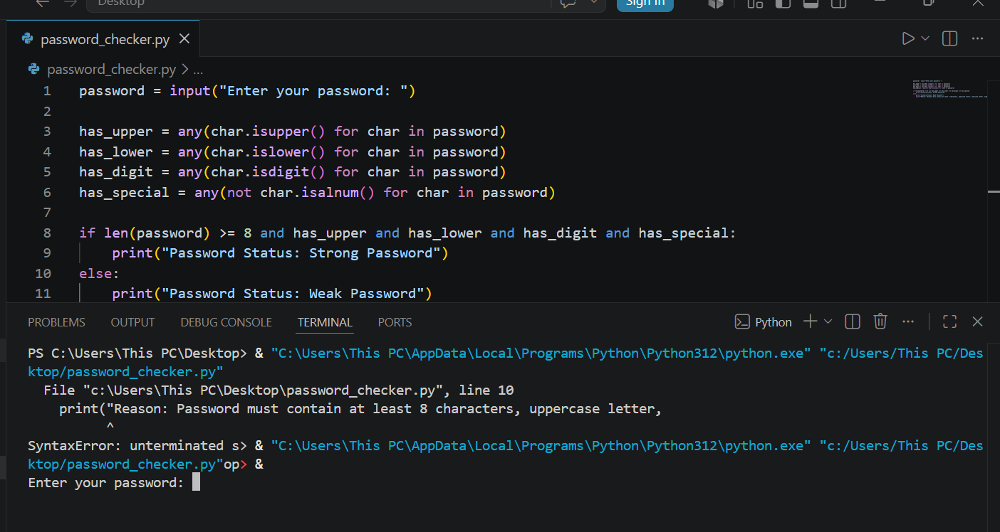 Desktop
Sign In
password_checker.py
password_checker.py > ...
1 password = input("Enter your password: ")
2
3 has_upper = any(char.isupper() for char in password)
4 has_lower = any(char.islower() for char in password)
5 has_digit = any(char.isdigit() for char in password)
6 has_special = any(not char.isalnum() for char in password)
7
8 if len(password) >= 8 and has_upper and has_lower and has_digit and has_special:
9     print("Password Status: Strong Password")
10 else:
11     print("Password Status: Weak Password")
PROBLEMS OUTPUT DEBUG CONSOLE TERMINAL PORTS Python
PS C:\Users\This PC\Desktop> & "C:\Users\This PC\AppData\Local\Programs\Python\Python312\python.exe" "c:/Users/This PC/Des
ktop/password_checker.py"
  File "c:\Users\This PC\Desktop\password_checker.py", line 10
    print("Reason: Password must contain at least 8 characters, uppercase letter,
          ^
SyntaxError: unterminated s> & "C:\Users\This PC\AppData\Local\Programs\Python\Python312\python.exe" "c:/Users/This PC/Des
ktop/password_checker.py"op> &
Enter your password: